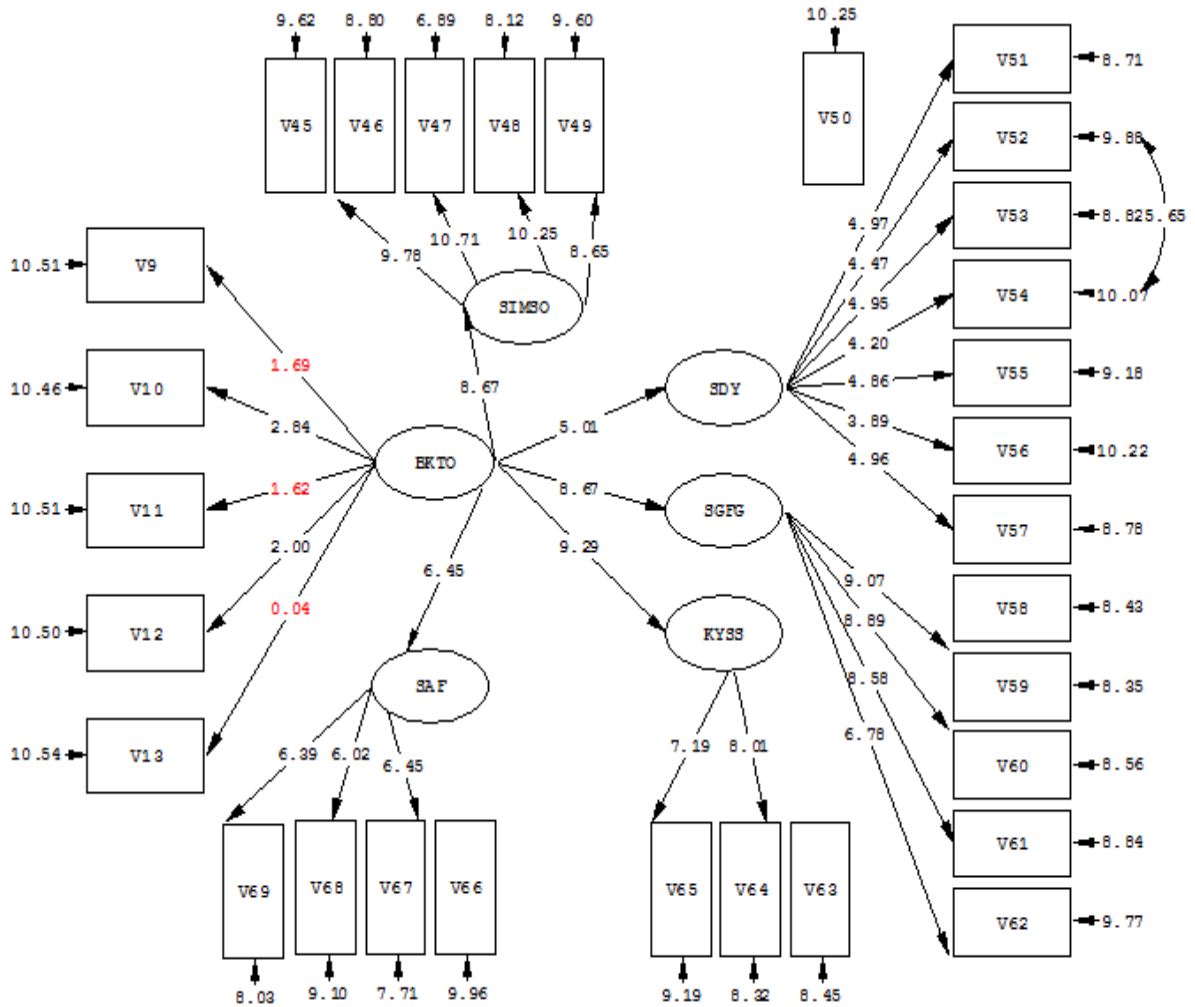 9.62 8.80 6.89 8.12 9.60 10.25
V45 V46 V47 V48 V49 V50
V51 8.71
V52 9.88
V53 8.82 5.65
V54 10.07
V55 9.18
V56 10.22
V57 8.78
V58 8.43
V59 8.35
V60 8.56
V61 8.84
V62 9.77
10.51 V9
10.46 V10
10.51 V11
10.50 V12
10.54 V13
1.69
2.84
1.62
2.00
0.04
9.78 10.71 10.25 8.65
SIMSO
8.67
BKTO
5.01
8.67
9.29
6.45
SDY
SGFG
KYSS
SAF
4.97
4.47
4.95
4.20
4.86
3.89
4.96
9.07
8.89
8.58
6.78
6.39 6.02 6.45
7.19 8.01
V69 V68 V67 V66
V65 V64 V63
8.03 9.10 7.71 9.96
9.19 8.32 8.45